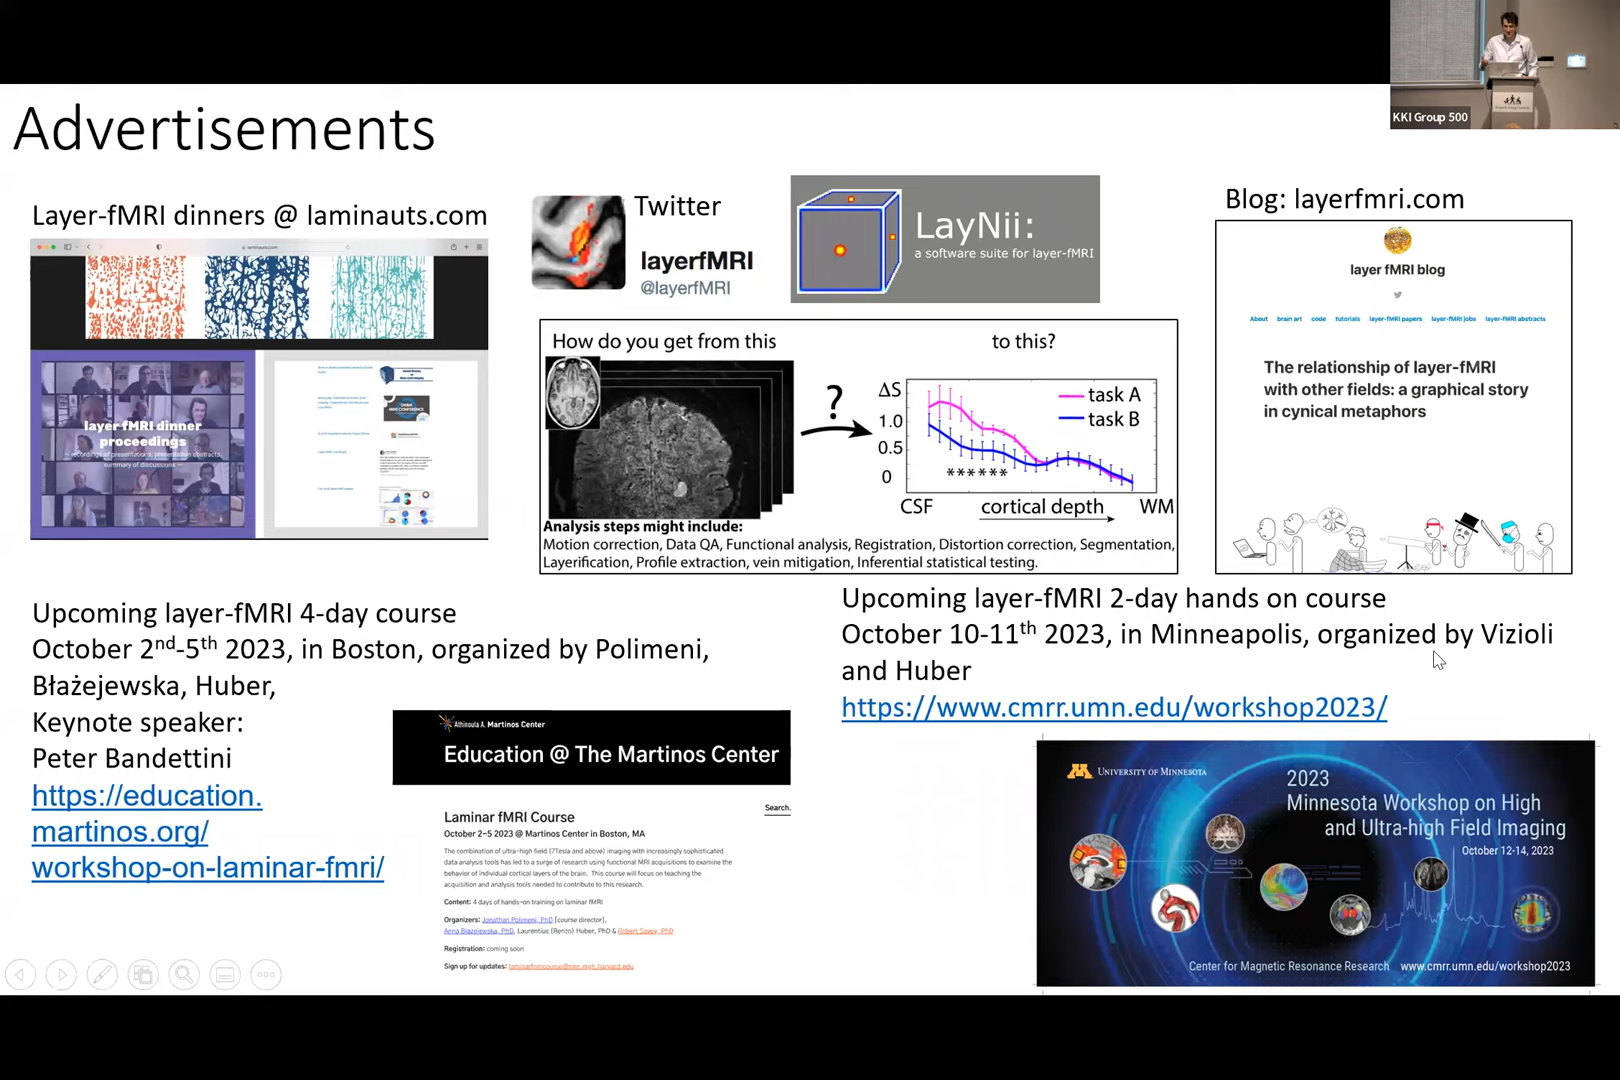 KKI Group 500
Advertisements
Layer-fMRI dinners @ laminauts.com
laminauts.com
layer fMRI dinner
proceedings
— recordings of presentations, presentation abstracts,
summary of discussions —
Twitter
layerfMRI
@layerfMRI
LayNii:
a software suite for layer-fMRI
How do you get from this
to this?
?
ΔS
1.0
0.5
0
task A
task B
******
CSF
cortical depth
WM
Analysis steps might include:
Motion correction, Data QA, Functional analysis, Registration, Distortion correction, Segmentation,
Layerification, Profile extraction, vein mitigation, Inferential statistical testing.
Blog: layerfmri.com
layer fMRI blog
About brain art code tutorials layer-fMRI papers layer-fMRI jobs layer-fMRI abstracts
The relationship of layer-fMRI
with other fields: a graphical story
in cynical metaphors
Upcoming layer-fMRI 4-day course
October 2nd-5th 2023, in Boston, organized by Polimeni,
Błażejewska, Huber,
Keynote speaker:
Peter Bandettini
https://education.
martinos.org/
workshop-on-laminar-fmri/
Athinoula A. Martinos Center
Education @ The Martinos Center
Search.
Laminar fMRI Course
October 2–5 2023 @ Martinos Center in Boston, MA
The combination of ultra-high field (7Tesla and above) imaging with increasingly sophisticated
data analysis tools has led to a surge of research using functional MRI acquisitions to examine the
behavior of individual cortical layers of the brain. This course will focus on teaching the
acquisition and analysis tools needed to contribute to this research.
Content: 4 days of hands-on training on laminar fMRI
Organizers: Jonathan Polimeni, PhD [course director],
Anna Blazejewska, PhD, Laurentius (Renzo) Huber, PhD & Robert Savoy, PhD
Registration: coming soon
Sign up for updates: laminarfmricourse@nmr.mgh.harvard.edu
Upcoming layer-fMRI 2-day hands on course
October 10-11th 2023, in Minneapolis, organized by Vizioli
and Huber
https://www.cmrr.umn.edu/workshop2023/
M UNIVERSITY OF MINNESOTA
2023
Minnesota Workshop on High
and Ultra-high Field Imaging
October 12-14, 2023
Center for Magnetic Resonance Research www.cmrr.umn.edu/workshop2023